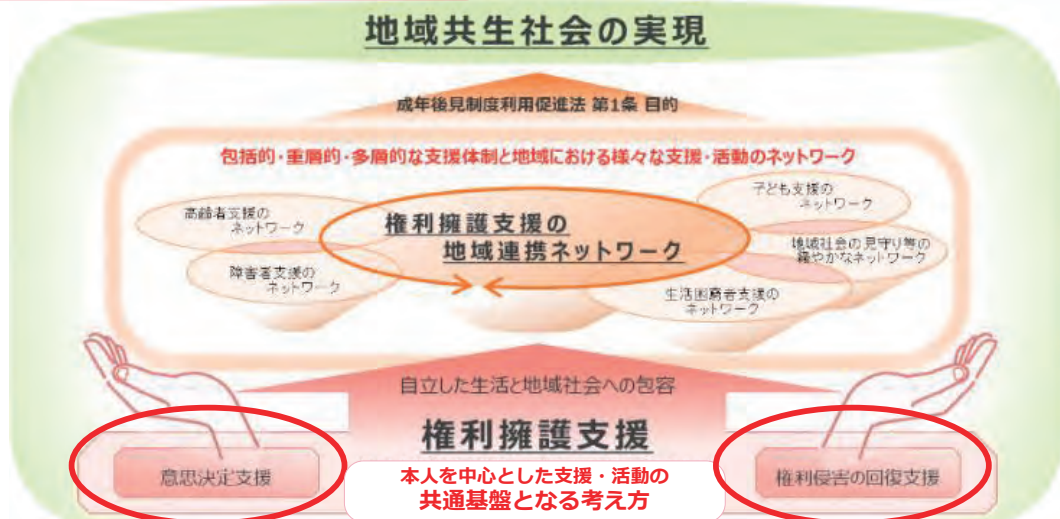 地域共生社会の実現
成年後見制度利用促進法 第1条 目的
包括的・重層的・多層的な支援体制と地域における様々な支援・活動のネットワーク
高齢者支援の
ネットワーク
障害者支援の
ネットワーク
権利擁護支援の
地域連携ネットワーク
子ども支援の
ネットワーク
地域社会の見守り等の
緩やかなネットワーク
生活困窮者支援の
ネットワーク
自立した生活と地域社会への包容
権利擁護支援
意思決定支援
本人を中心とした支援・活動の
共通基盤となる考え方
権利侵害の回復支援